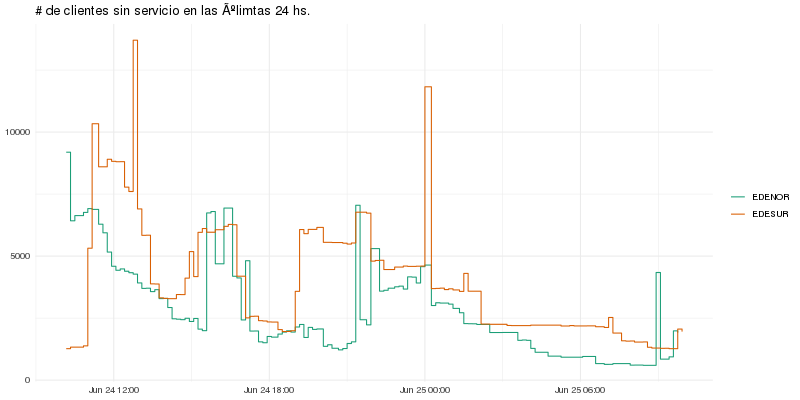 # de clientes sin servicio en las Ãºlimtas 24 hs.
10000
5000
0
Jun 24 12:00
Jun 24 18:00
Jun 25 00:00
Jun 25 06:00
EDENOR
EDESUR